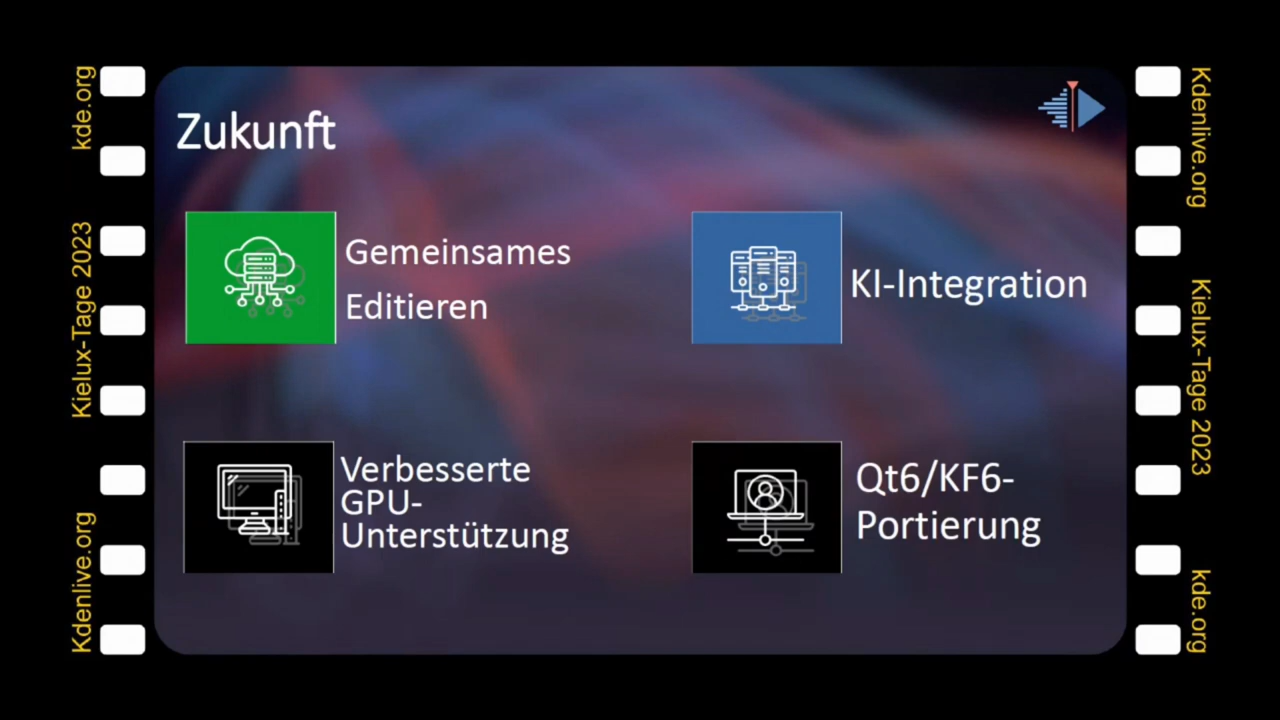 kde.org
Kielux-Tage 2023
Kdenlive.org
Zukunft
Gemeinsames
Editieren
KI-Integration
Verbesserte
GPU-
Unterstützung
Qt6/KF6-
Portierung
Kdenlive.org
Kielux-Tage 2023
kde.org